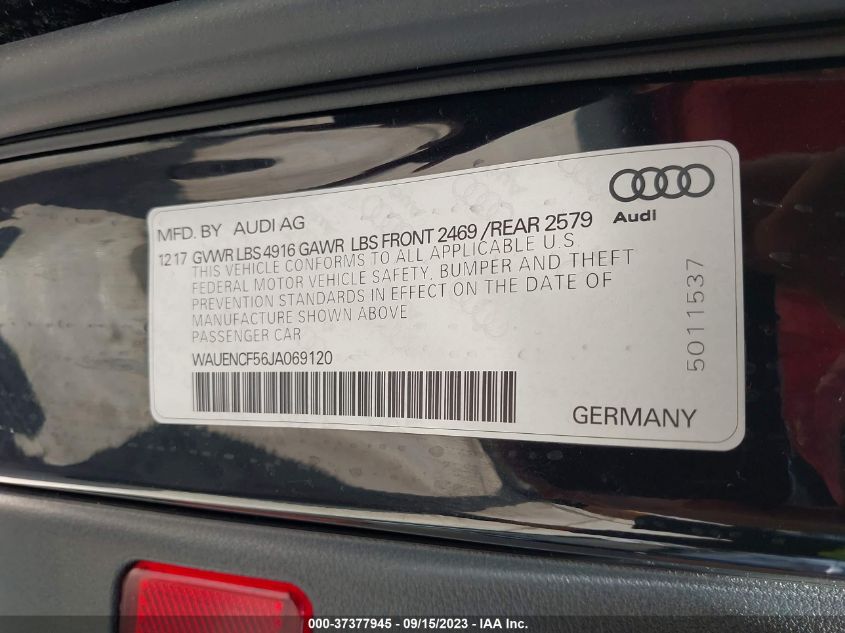 MFD. BY AUDI AG
Audi
12 17 GVWR LBS 4916 GAWR LBS FRONT 2469 /REAR 2579
THIS VEHICLE CONFORMS TO ALL APPLICABLE U.S.
FEDERAL MOTOR VEHICLE SAFETY, BUMPER AND THEFT
PREVENTION STANDARDS IN EFFECT ON THE DATE OF
MANUFACTURE SHOWN ABOVE
PASSENGER CAR
WAUENCF56JA069120
5011537
GERMANY
000-37377945 - 09/15/2023 - IAA Inc.